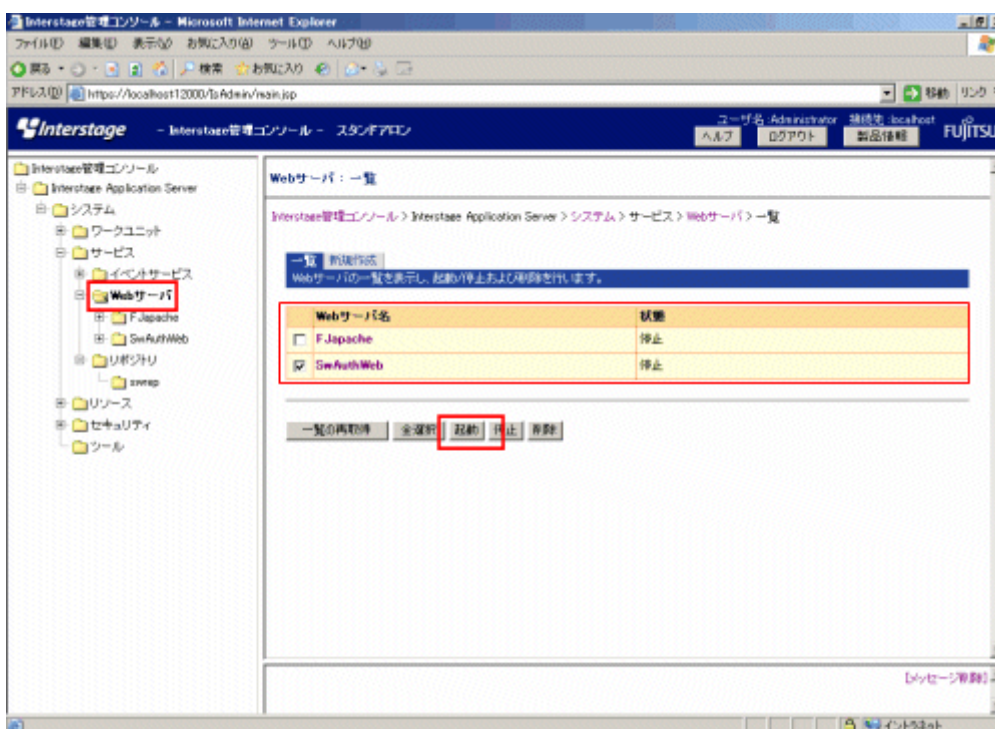 Interstage管理コンソール - Microsoft Internet Explorer
ファイル(F) 編集(E) 表示(V) お気に入り(A) ツール(T) ヘルプ(H)
戻る 検索 お気に入り
アドレス(D) https://localhost:12000/IsAdmin/main.jsp 移動 リンク
Interstage - Interstage管理コンソール - スタンドアロン ユーザ名:Administrator 接続先:localhost
ヘルプ ログアウト 製品情報 FUJITSU
Interstage管理コンソール
Interstage Application Server
システム
ワークユニット
サービス
イベントサービス
Webサーバ
FJapache
SwAuthWeb
リポジトリ
リソース
セキュリティ
ツール
Webサーバ : 一覧
Interstage管理コンソール > Interstage Application Server > システム > サービス > Webサーバ > 一覧
一覧 新規作成
Webサーバの一覧を表示し、起動/停止および削除を行います。
Webサーバ名 状態
FJapache 停止
SwAuthWeb 停止
一覧の再取得 全選択 起動 停止 削除
[メッセージ削除]
イントラネット